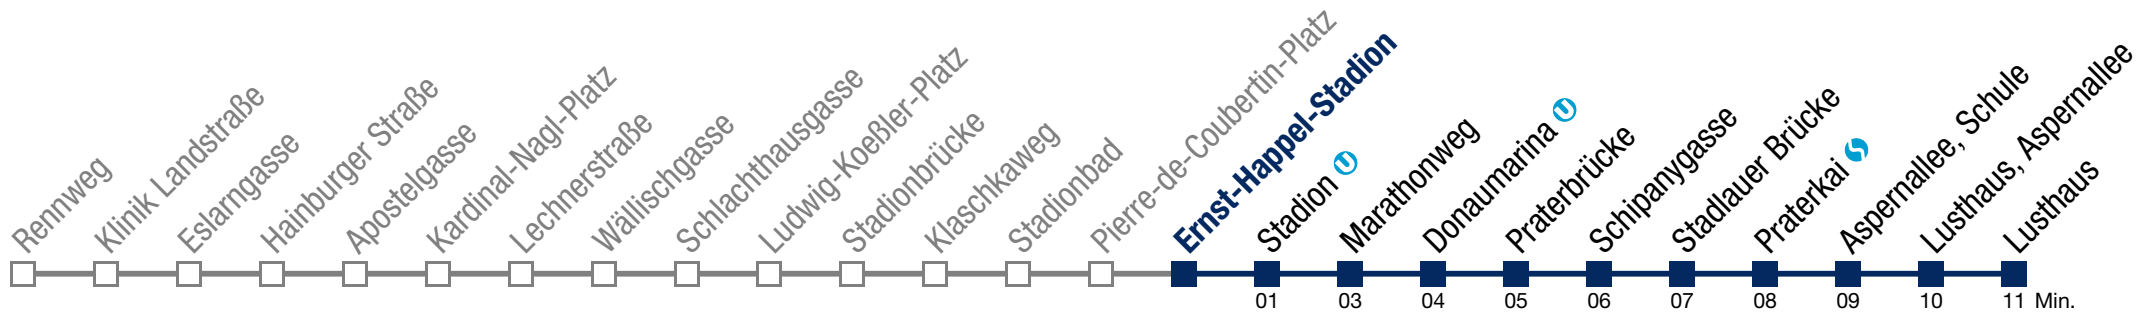 Rennweg
Klinik Landstraße
Eslarngasse
Hainburger Straße
Apostelgasse
Kardinal-Nagl-Platz
Lechnerstraße
Wällischgasse
Schlachthausgasse
Ludwig-Koeßler-Platz
Stadionbrücke
Klaschkaweg
Stadionbad
Pierre-de-Coubertin-Platz
Ernst-Happel-Stadion
Stadion U
Marathonweg
Donaumarina U
Praterbrücke
Schipanygasse
Stadlauer Brücke
Praterkai S
Aspernallee, Schule
Lusthaus, Aspernallee
Lusthaus
01 03 04 05 06 07 08 09 10 11 Min.